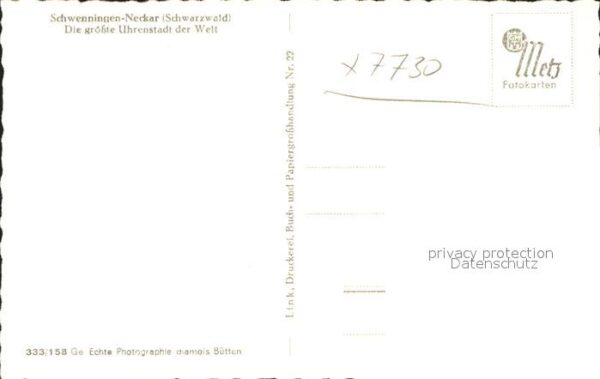 Schwenningen-Neckar (Schwarzwald)
Die größte Uhrenstadt der Welt
x 7730
Metz
Fotokarten
Link, Druckerei, Buch- und Papiergroßhandlung Nr. 22
privacy protection
Datenschutz
333/158 Ge Echte Photographie diamois Bütten